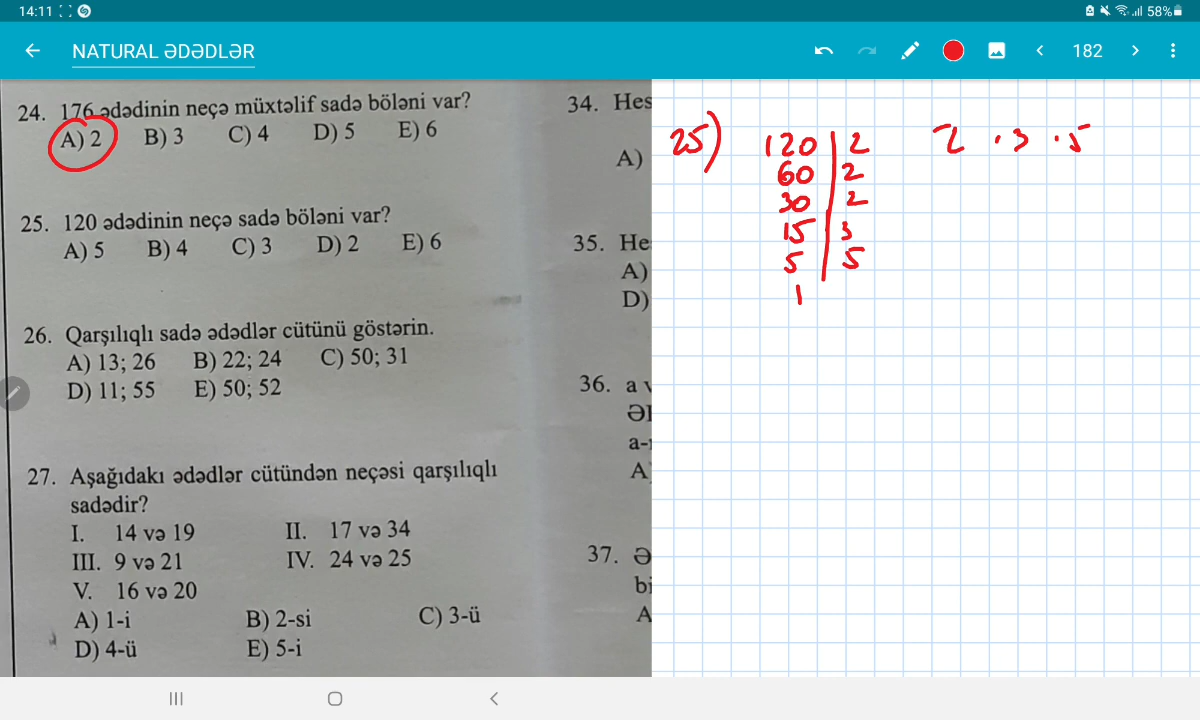 14:11 58%
NATURAL ƏDƏDLƏR 182
24. 176 ədədinin neçə müxtəlif sadə böləni var?
A) 2 B) 3 C) 4 D) 5 E) 6
25. 120 ədədinin neçə sadə böləni var?
A) 5 B) 4 C) 3 D) 2 E) 6
26. Qarşılıqlı sadə ədədlər cütünü göstərin.
A) 13; 26 B) 22; 24 C) 50; 31
D) 11; 55 E) 50; 52
27. Aşağıdakı ədədlər cütündən neçəsi qarşılıqlı
sadədir?
I. 14 və 19 II. 17 və 34
III. 9 və 21 IV. 24 və 25
V. 16 və 20
A) 1-i B) 2-si C) 3-ü
D) 4-ü E) 5-i
34. Hes
A)
35. He
A)
D)
36. a v
Əl
a-
A
37. Ə
bi
A
25) 120 2 2 · 3 · 5
60 2
30 2
15 3
5 5
1